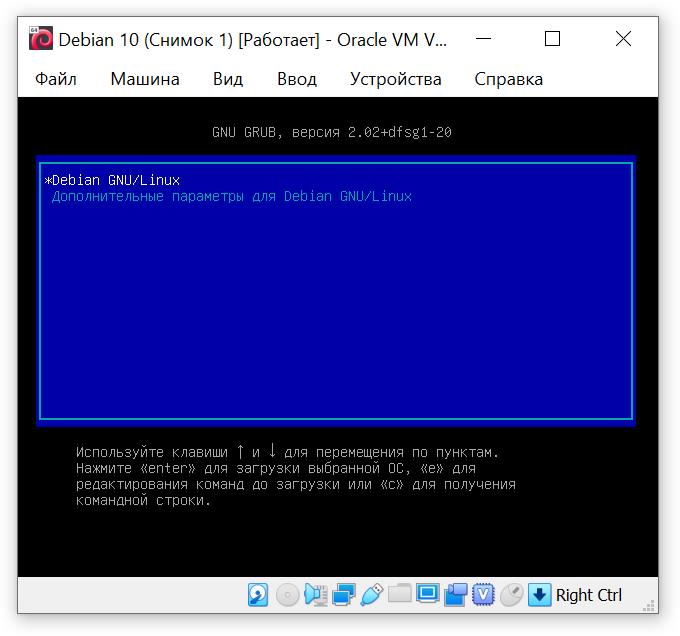 Debian 10 (Снимок 1) [Работает] - Oracle VM V...
Файл Машина Вид Ввод Устройства Справка
GNU GRUB, версия 2.02+dfsg1-20
*Debian GNU/Linux
Дополнительные параметры для Debian GNU/Linux
Используйте клавиши ↑ и ↓ для перемещения по пунктам.
Нажмите «enter» для загрузки выбранной ОС, «e» для
редактирования команд до загрузки или «c» для получения
командной строки.
Right Ctrl